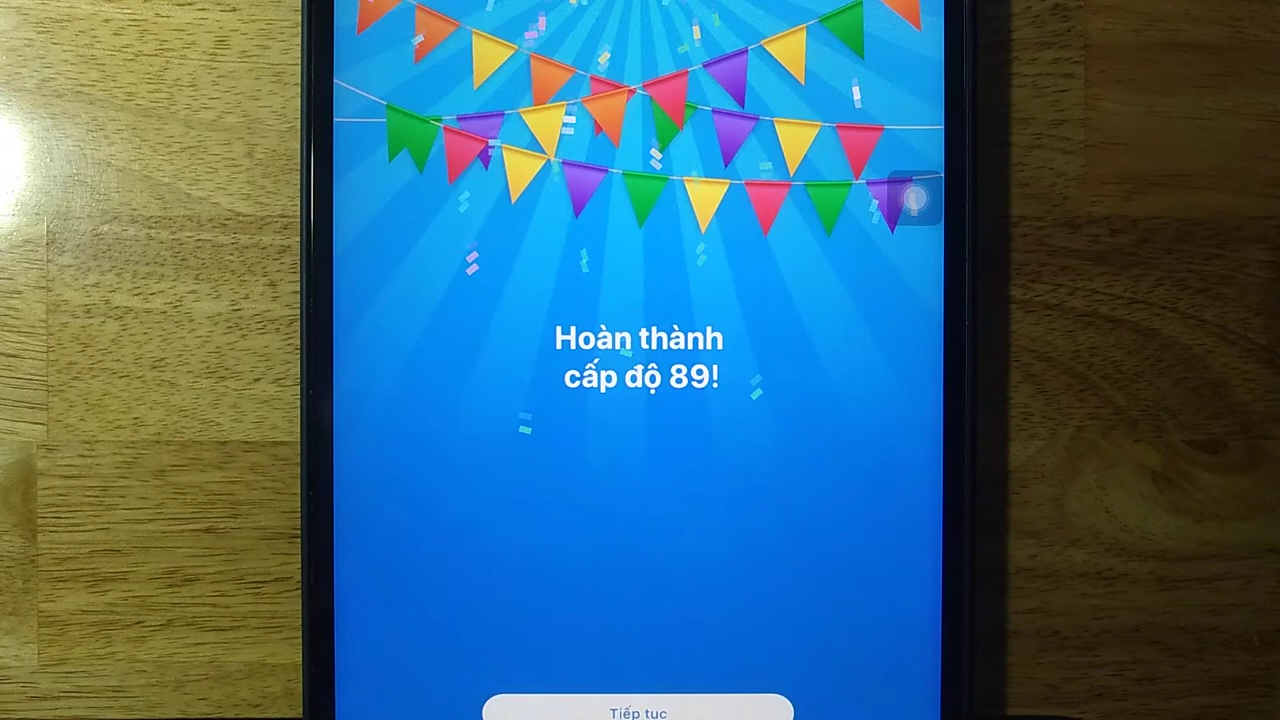 Hoàn thành
cấp độ 89!
Tiếp tục